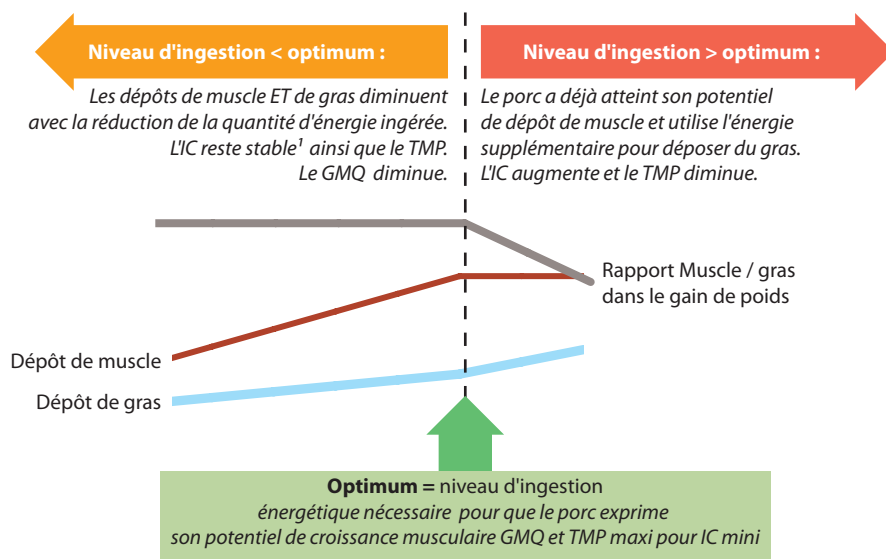 Niveau d'ingestion < optimum :
Les dépôts de muscle ET de gras diminuent
avec la réduction de la quantité d'énergie ingérée.
L'IC reste stable¹ ainsi que le TMP.
Le GMQ diminue.
Niveau d'ingestion > optimum :
Le porc a déjà atteint son potentiel
de dépôt de muscle et utilise l'énergie
supplémentaire pour déposer du gras.
L'IC augmente et le TMP diminue.
Rapport Muscle / gras
dans le gain de poids
Dépôt de muscle
Dépôt de gras
Optimum = niveau d'ingestion
énergétique nécessaire pour que le porc exprime
son potentiel de croissance musculaire GMQ et TMP maxi pour IC mini